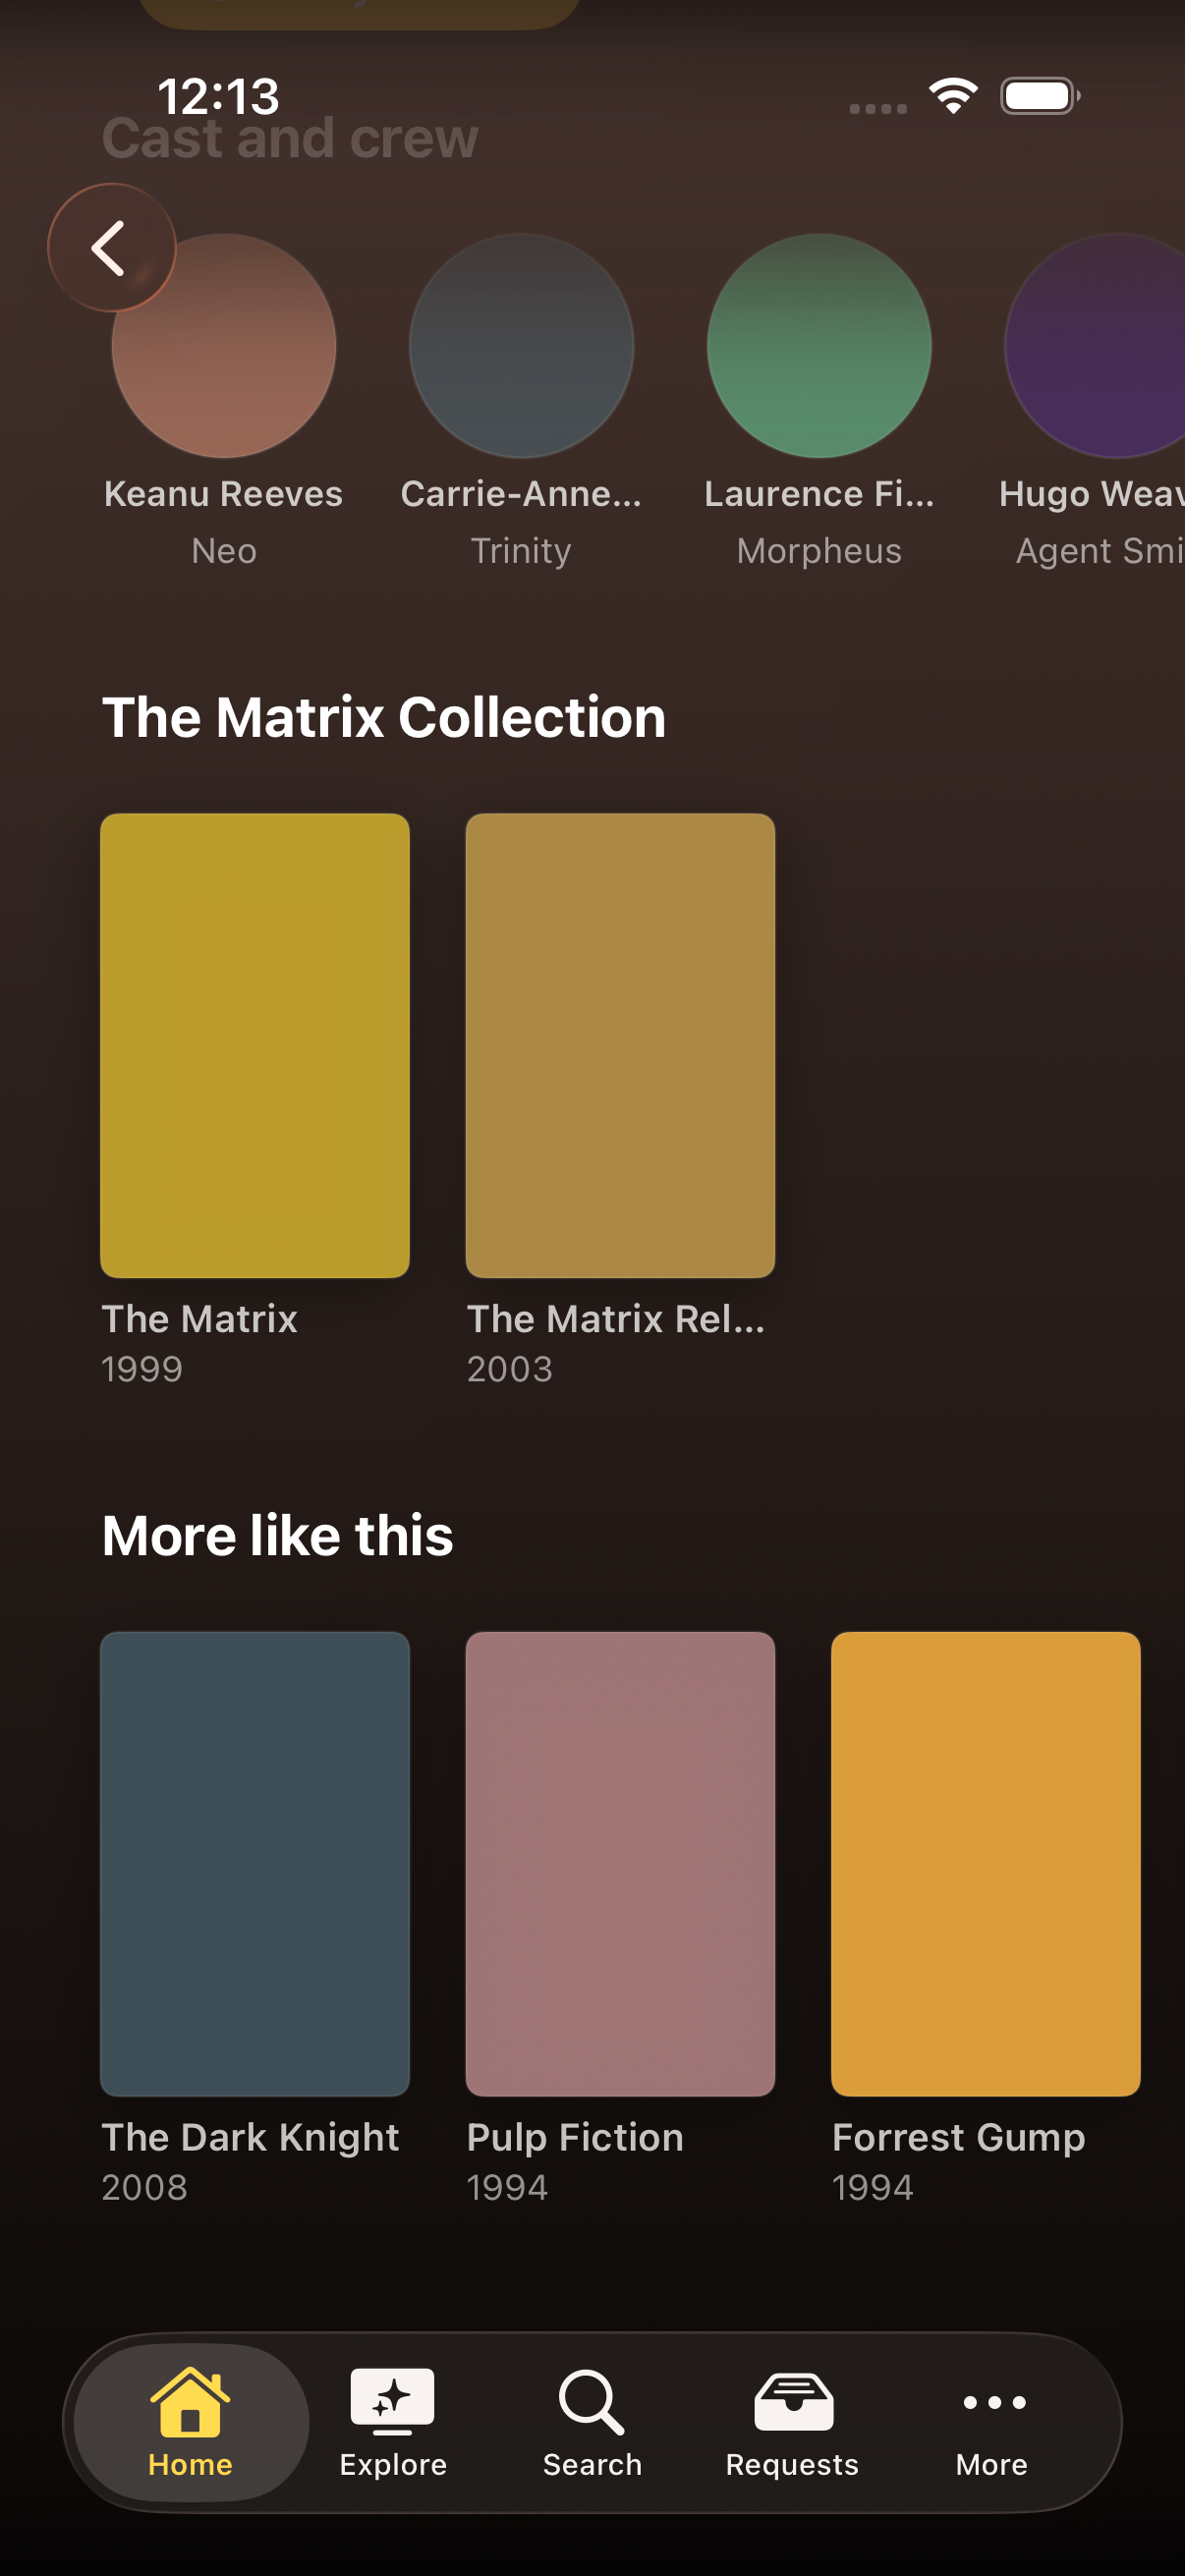 12:13
Cast and crew
Keanu Reeves
Carrie-Anne...
Laurence Fi...
Hugo Weav
Neo
Trinity
Morpheus
Agent Smi
The Matrix Collection
The Matrix
The Matrix Rel...
1999
2003
More like this
The Dark Knight
Pulp Fiction
Forrest Gump
2008
1994
1994
Home
Explore
Search
Requests
More